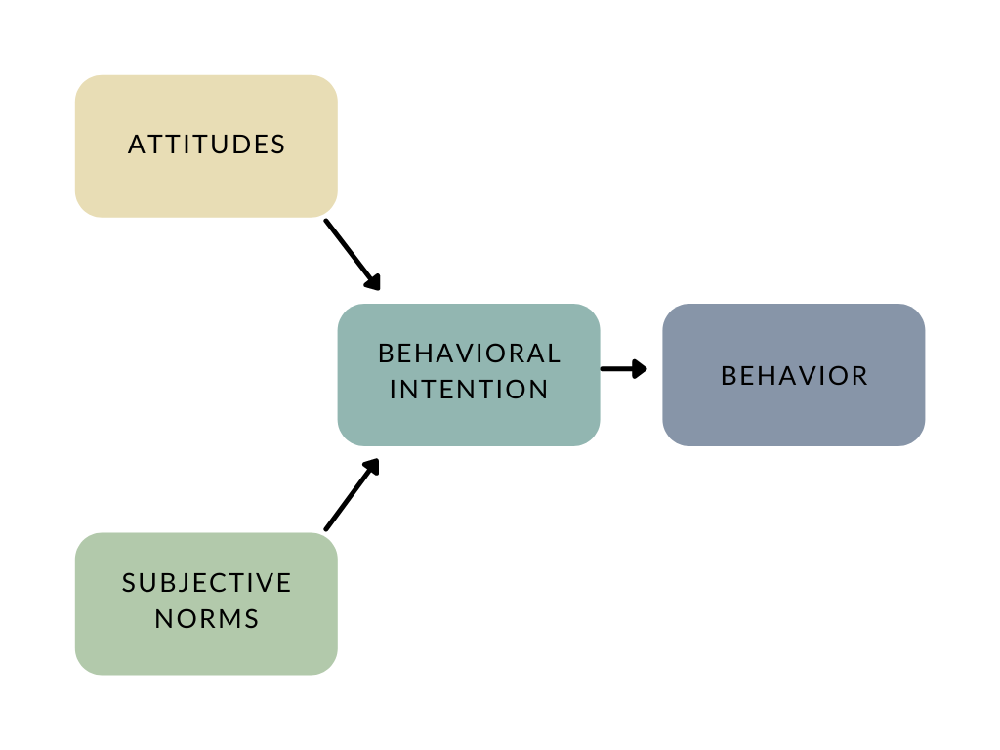 ATTITUDES
BEHAVIORAL
INTENTION
BEHAVIOR
SUBJECTIVE
NORMS